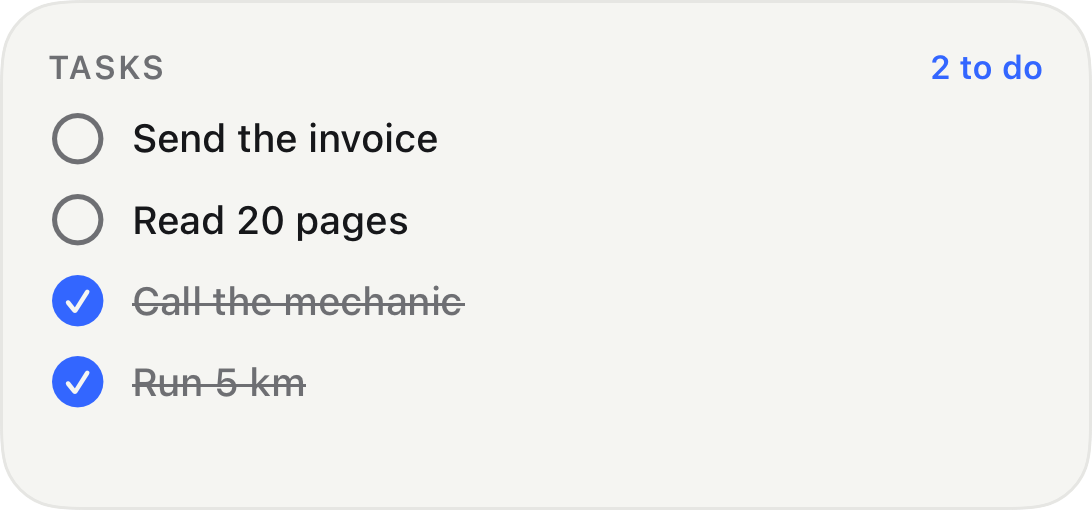 TASKS
2 to do
Send the invoice
Read 20 pages
Call the mechanic
Run 5 km